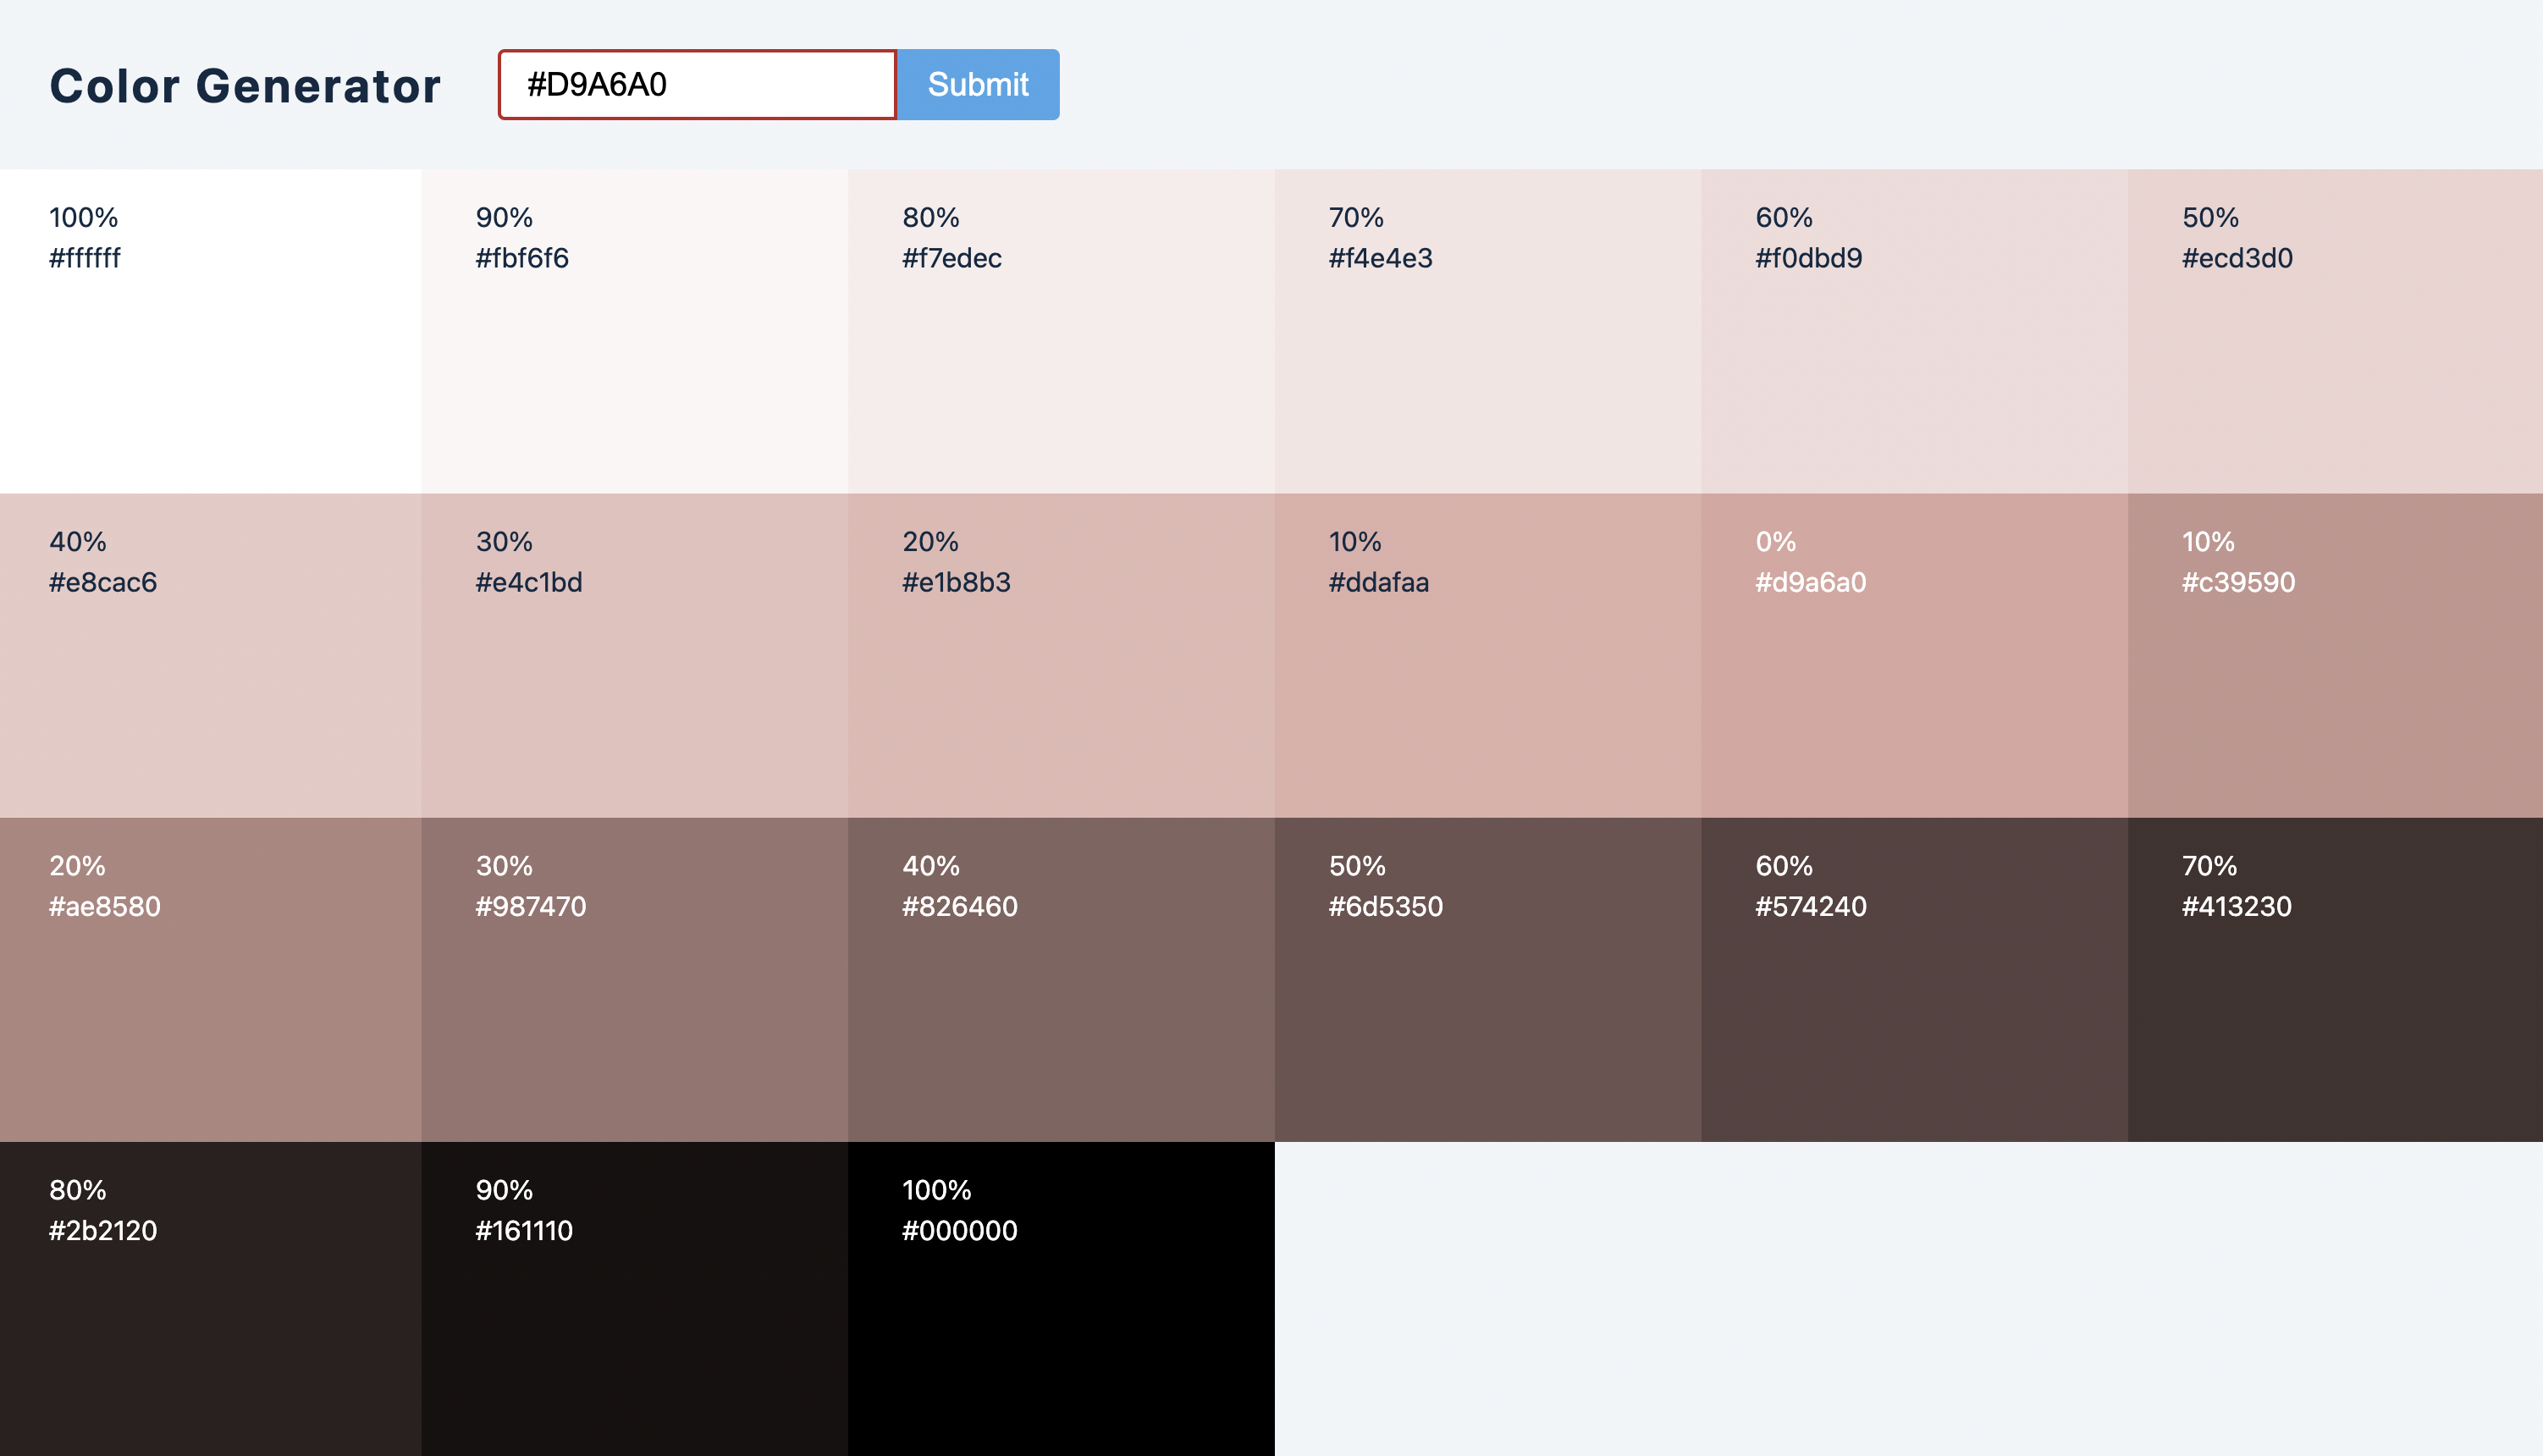 Color Generator
#D9A6A0
Submit
100%
#ffffff
90%
#fbf6f6
80%
#f7edec
70%
#f4e4e3
60%
#f0dbd9
50%
#ecd3d0
40%
#e8cac6
30%
#e4c1bd
20%
#e1b8b3
10%
#ddafaa
0%
#d9a6a0
10%
#c39590
20%
#ae8580
30%
#987470
40%
#826460
50%
#6d5350
60%
#574240
70%
#413230
80%
#2b2120
90%
#161110
100%
#000000